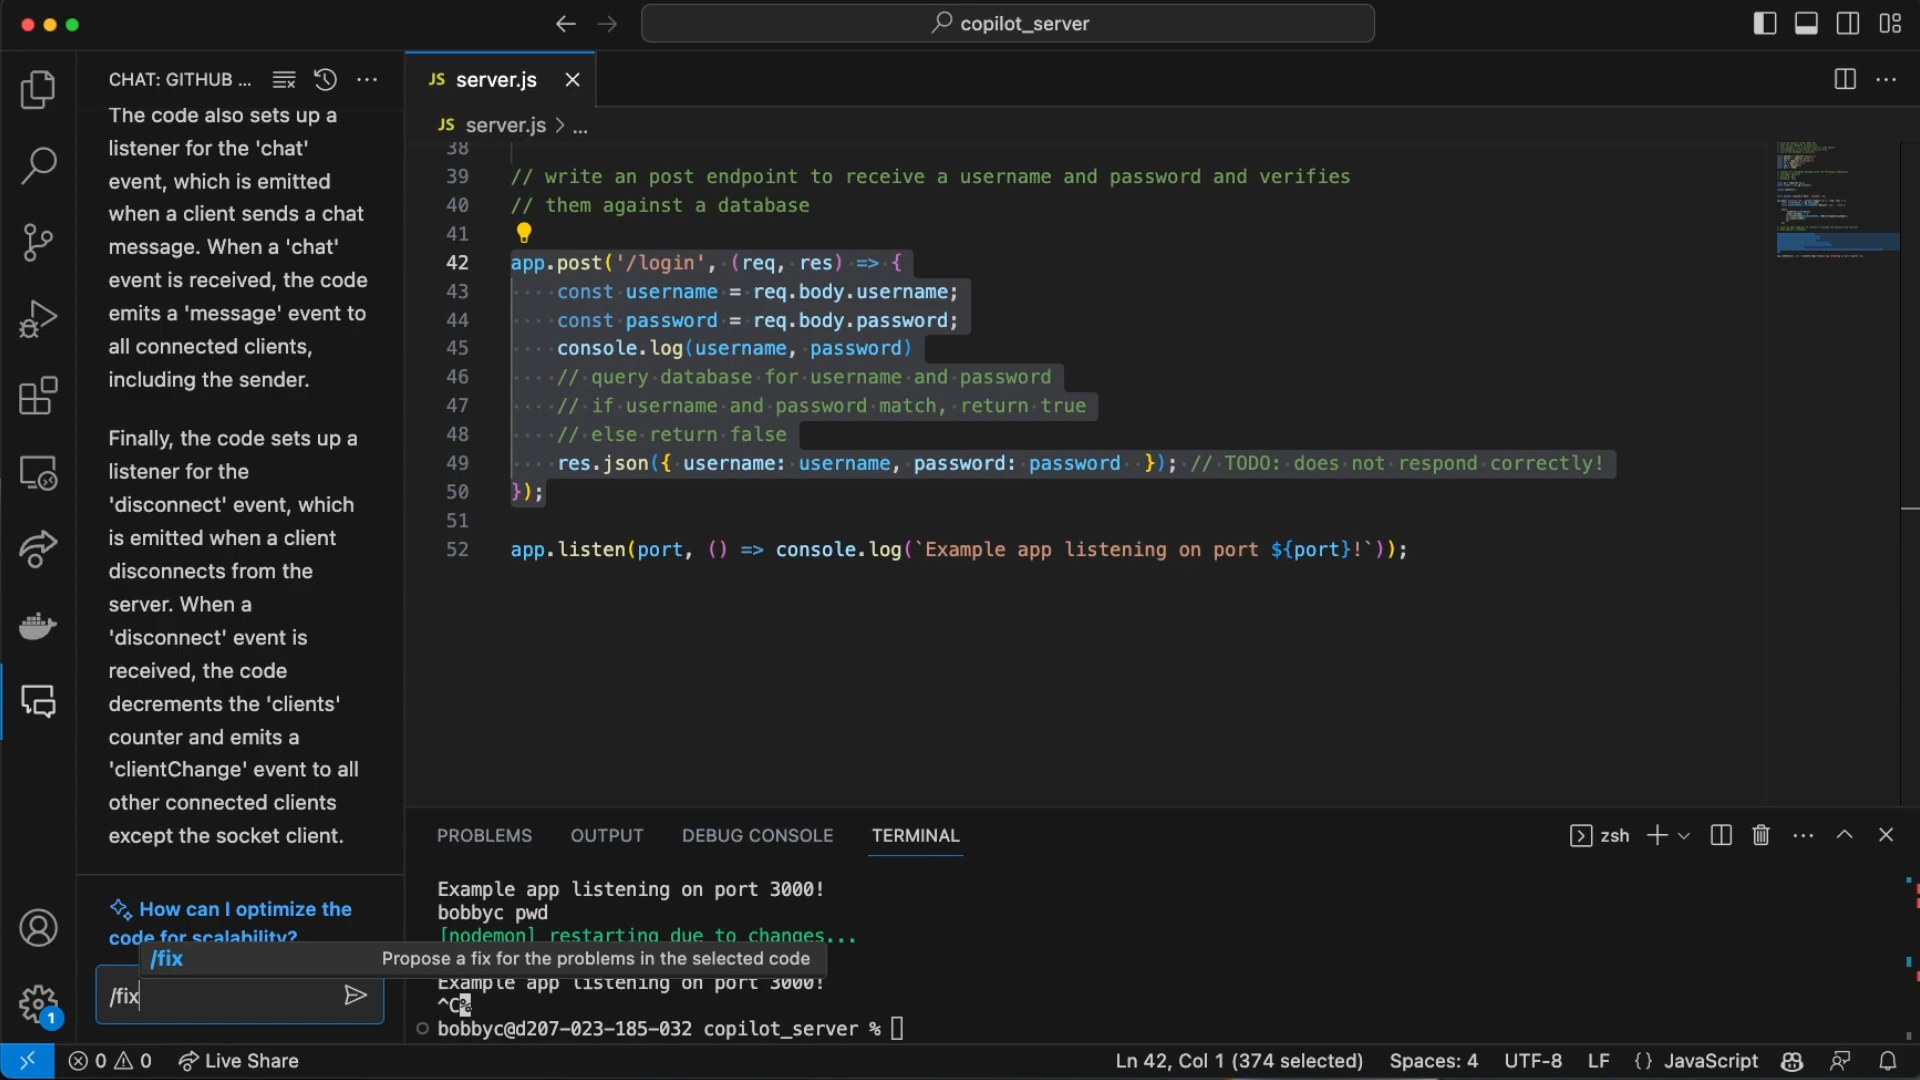 copilot_server
CHAT: GITHUB ...
The code also sets up a
listener for the 'chat'
event, which is emitted
when a client sends a chat
message. When a 'chat'
event is received, the code
emits a 'message' event to
all connected clients,
including the sender.
Finally, the code sets up a
listener for the
'disconnect' event, which
is emitted when a client
disconnects from the
server. When a
'disconnect' event is
received, the code
decrements the 'clients'
counter and emits a
'clientChange' event to all
other connected clients
except the socket client.
How can I optimize the
code for scalability?
/fix Propose a fix for the problems in the selected code
/fix
JS server.js
JS server.js > ...
38
39 // write an post endpoint to receive a username and password and verifies
40 // them against a database
41
42 app.post('/login', (req, res) => {
43 const username = req.body.username;
44 const password = req.body.password;
45 console.log(username, password)
46 // query database for username and password
47 // if username and password match, return true
48 // else return false
49 res.json({ username: username, password: password }); // TODO: does not respond correctly!
50 });
51
52 app.listen(port, () => console.log(`Example app listening on port ${port}!`));
PROBLEMS OUTPUT DEBUG CONSOLE TERMINAL
zsh
Example app listening on port 3000!
bobbyc pwd
[nodemon] restarting due to changes...
Example app listening on port 3000!
^C%
bobbyc@d207-023-185-032 copilot_server %
1
0 0 Live Share
Ln 42, Col 1 (374 selected) Spaces: 4 UTF-8 LF {} JavaScript